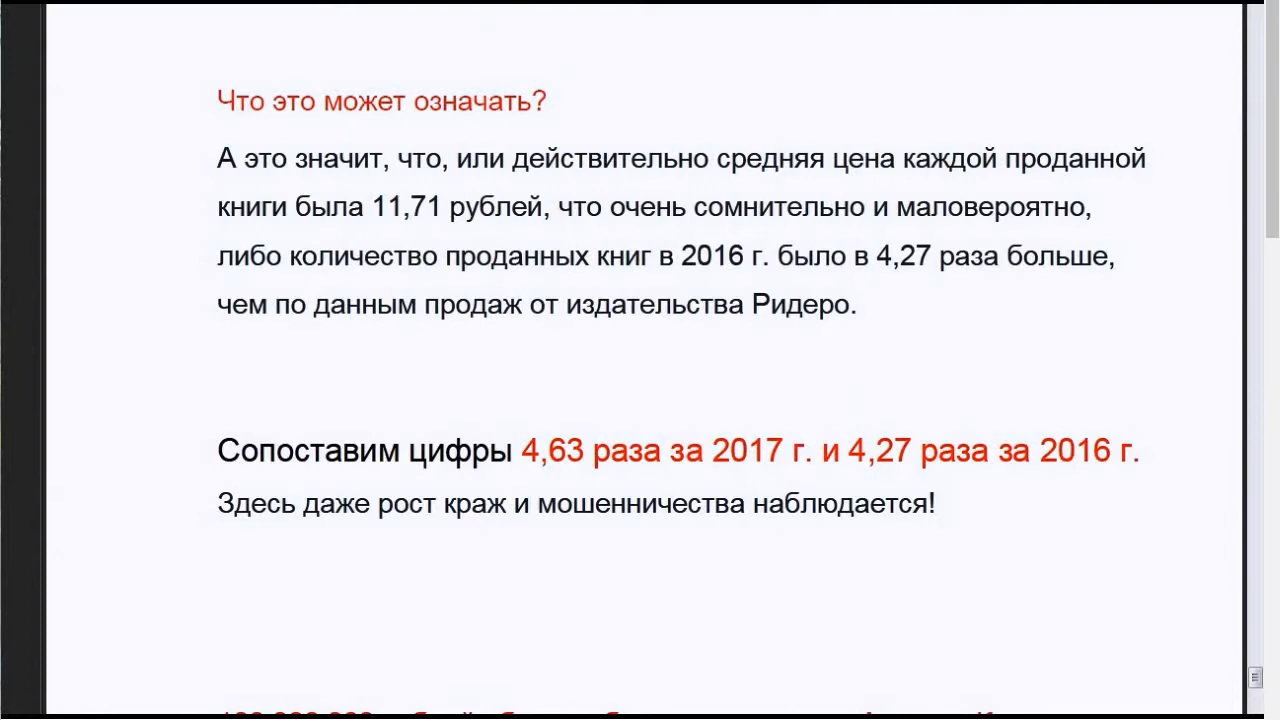 Что это может означать?
А это значит, что, или действительно средняя цена каждой проданной
книги была 11,71 рублей, что очень сомнительно и маловероятно,
либо количество проданных книг в 2016 г. было в 4,27 раза больше,
чем по данным продаж от издательства Ридеро.
Сопоставим цифры 4,63 раза за 2017 г. и 4,27 раза за 2016 г.
Здесь даже рост краж и мошенничества наблюдается!